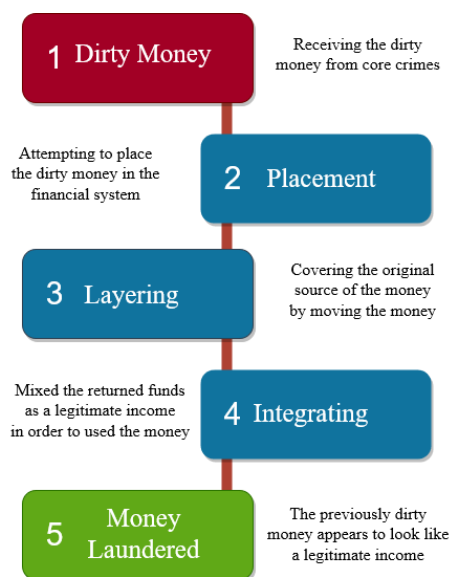 1 Dirty Money
Receiving the dirty
money from core crimes
Attempting to place
the dirty money in the
financial system
2 Placement
3 Layering
Covering the original
source of the money
by moving the money
Mixed the returned funds
as a legitimate income
in order to used the money
4 Integrating
5 Money
Laundered
The previously dirty
money appears to look like
a legitimate income